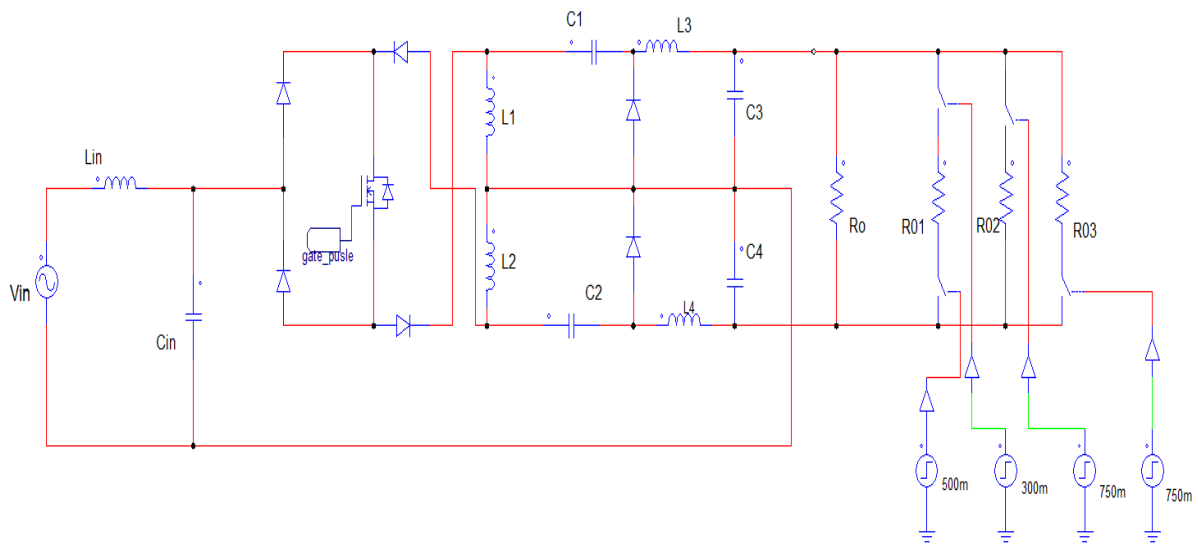 C1
L3
Lin
L1
C3
gate_pusle
Ro
R01
R02
R03
Vin
L2
C4
C2
L4
Cin
500m
300m
750m
750m